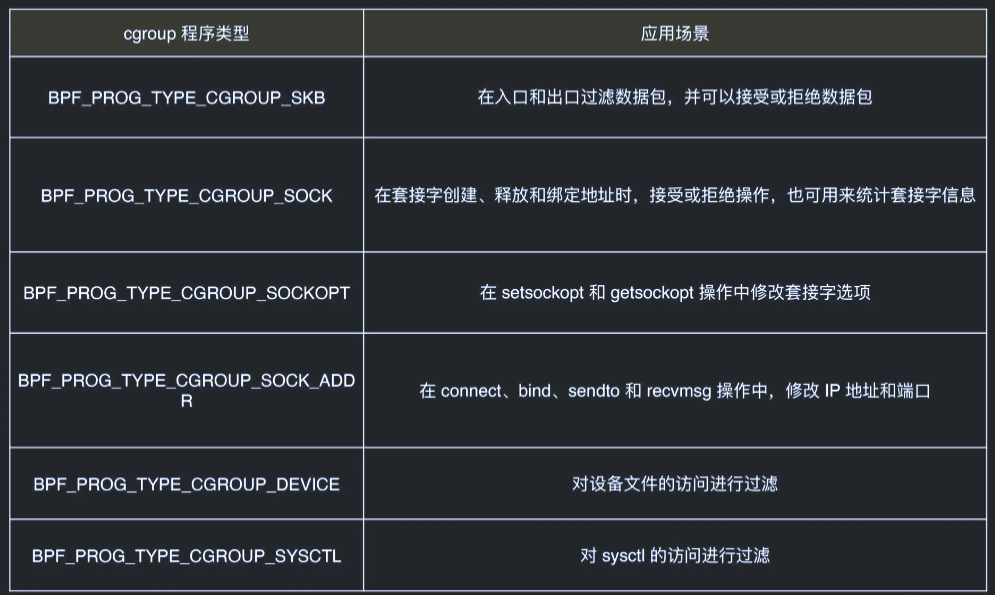 cgroup 程序类型
应用场景
BPF_PROG_TYPE_CGROUP_SKB
在入口和出口过滤数据包，并可以接受或拒绝数据包
BPF_PROG_TYPE_CGROUP_SOCK
在套接字创建、释放和绑定地址时，接受或拒绝操作，也可用来统计套接字信息
BPF_PROG_TYPE_CGROUP_SOCKOPT
在 setsockopt 和 getsockopt 操作中修改套接字选项
BPF_PROG_TYPE_CGROUP_SOCK_ADD
R
在 connect、bind、sendto 和 recvmsg 操作中，修改 IP 地址和端口
BPF_PROG_TYPE_CGROUP_DEVICE
对设备文件的访问进行过滤
BPF_PROG_TYPE_CGROUP_SYSCTL
对 sysctl 的访问进行过滤